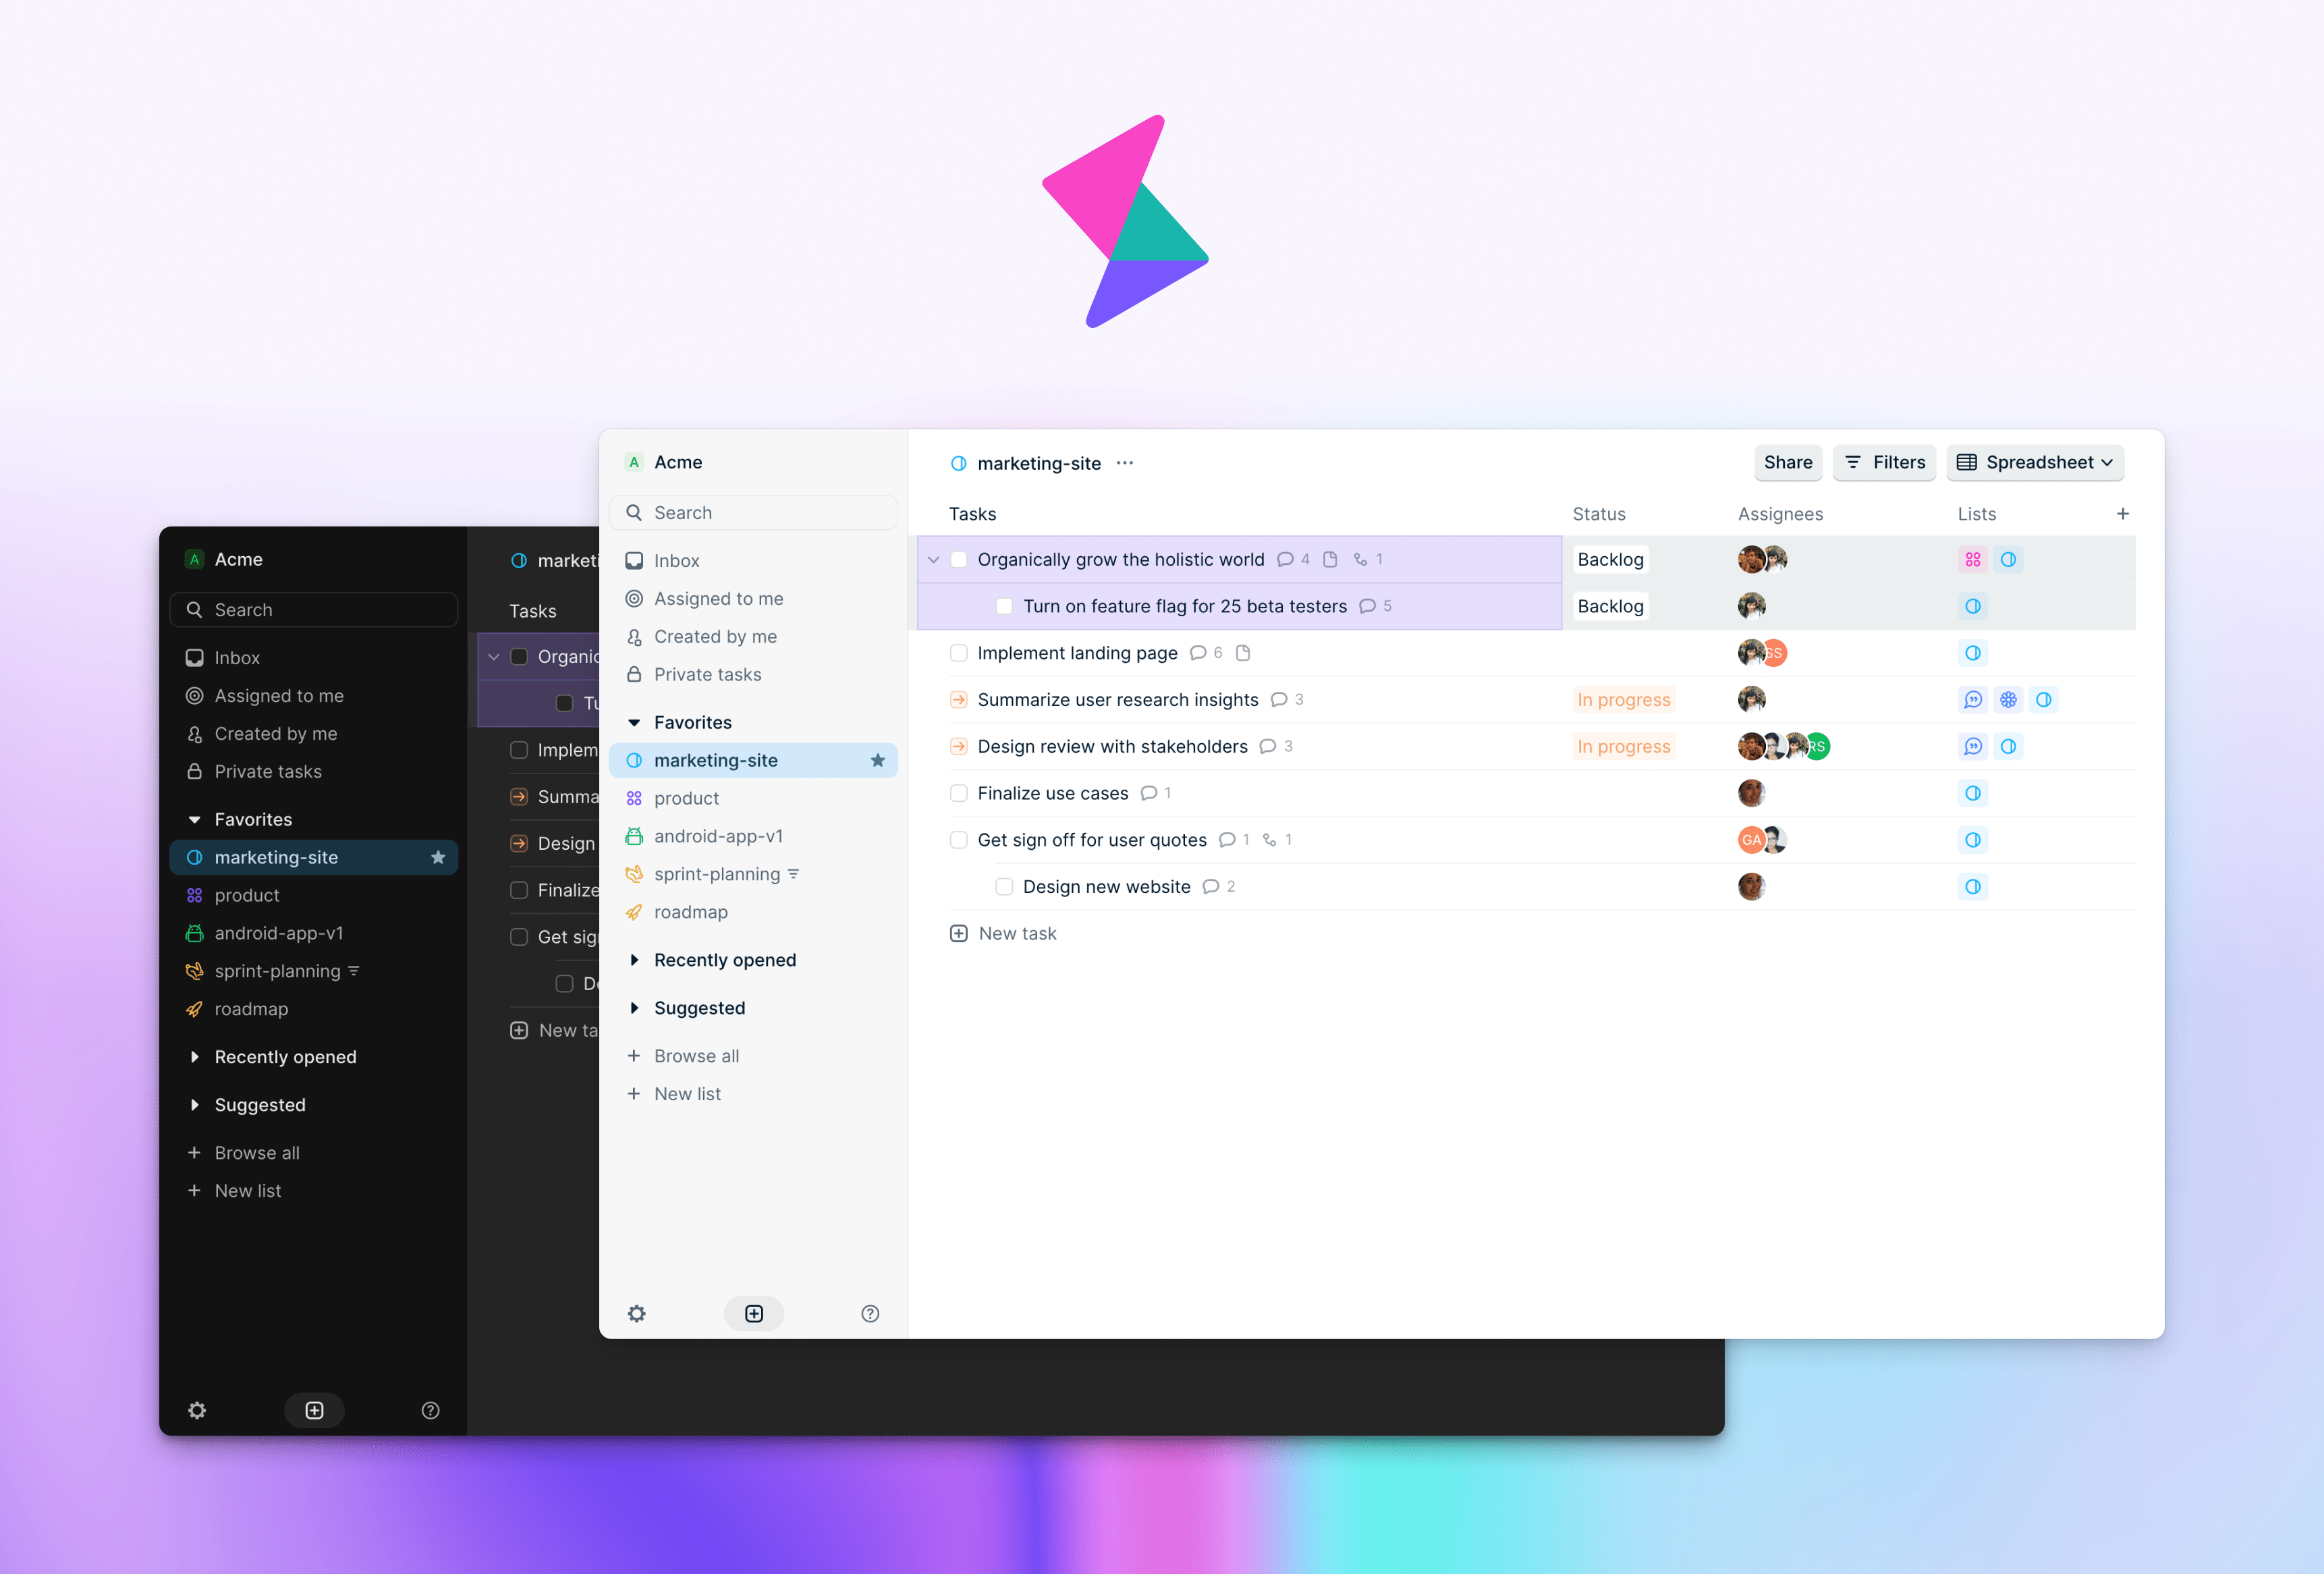 A Acme
Search
Inbox
Assigned to me
Created by me
Private tasks
Favorites
marketing-site
product
android-app-v1
sprint-planning
roadmap
Recently opened
Suggested
Browse all
New list
marketi
Tasks
Organic
Tu
Implem
Summa
Design
Finalize
Get sig
De
New ta
A Acme
Search
Inbox
Assigned to me
Created by me
Private tasks
Favorites
marketing-site
product
android-app-v1
sprint-planning
roadmap
Recently opened
Suggested
Browse all
New list
marketing-site ···
Share Filters Spreadsheet
Tasks Status Assignees Lists +
Organically grow the holistic world 4 1 Backlog
Turn on feature flag for 25 beta testers 5 Backlog
Implement landing page 6 SS
Summarize user research insights 3 In progress
Design review with stakeholders 3 In progress RS
Finalize use cases 1
Get sign off for user quotes 1 1 GA
Design new website 2
New task